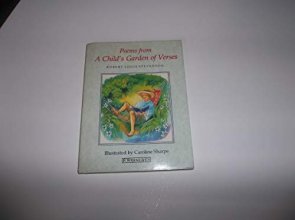 Poems from
A Child's Garden of Verses
ROBERT LOUIS STEVENSON
Illustrated by Caroline Sharpe